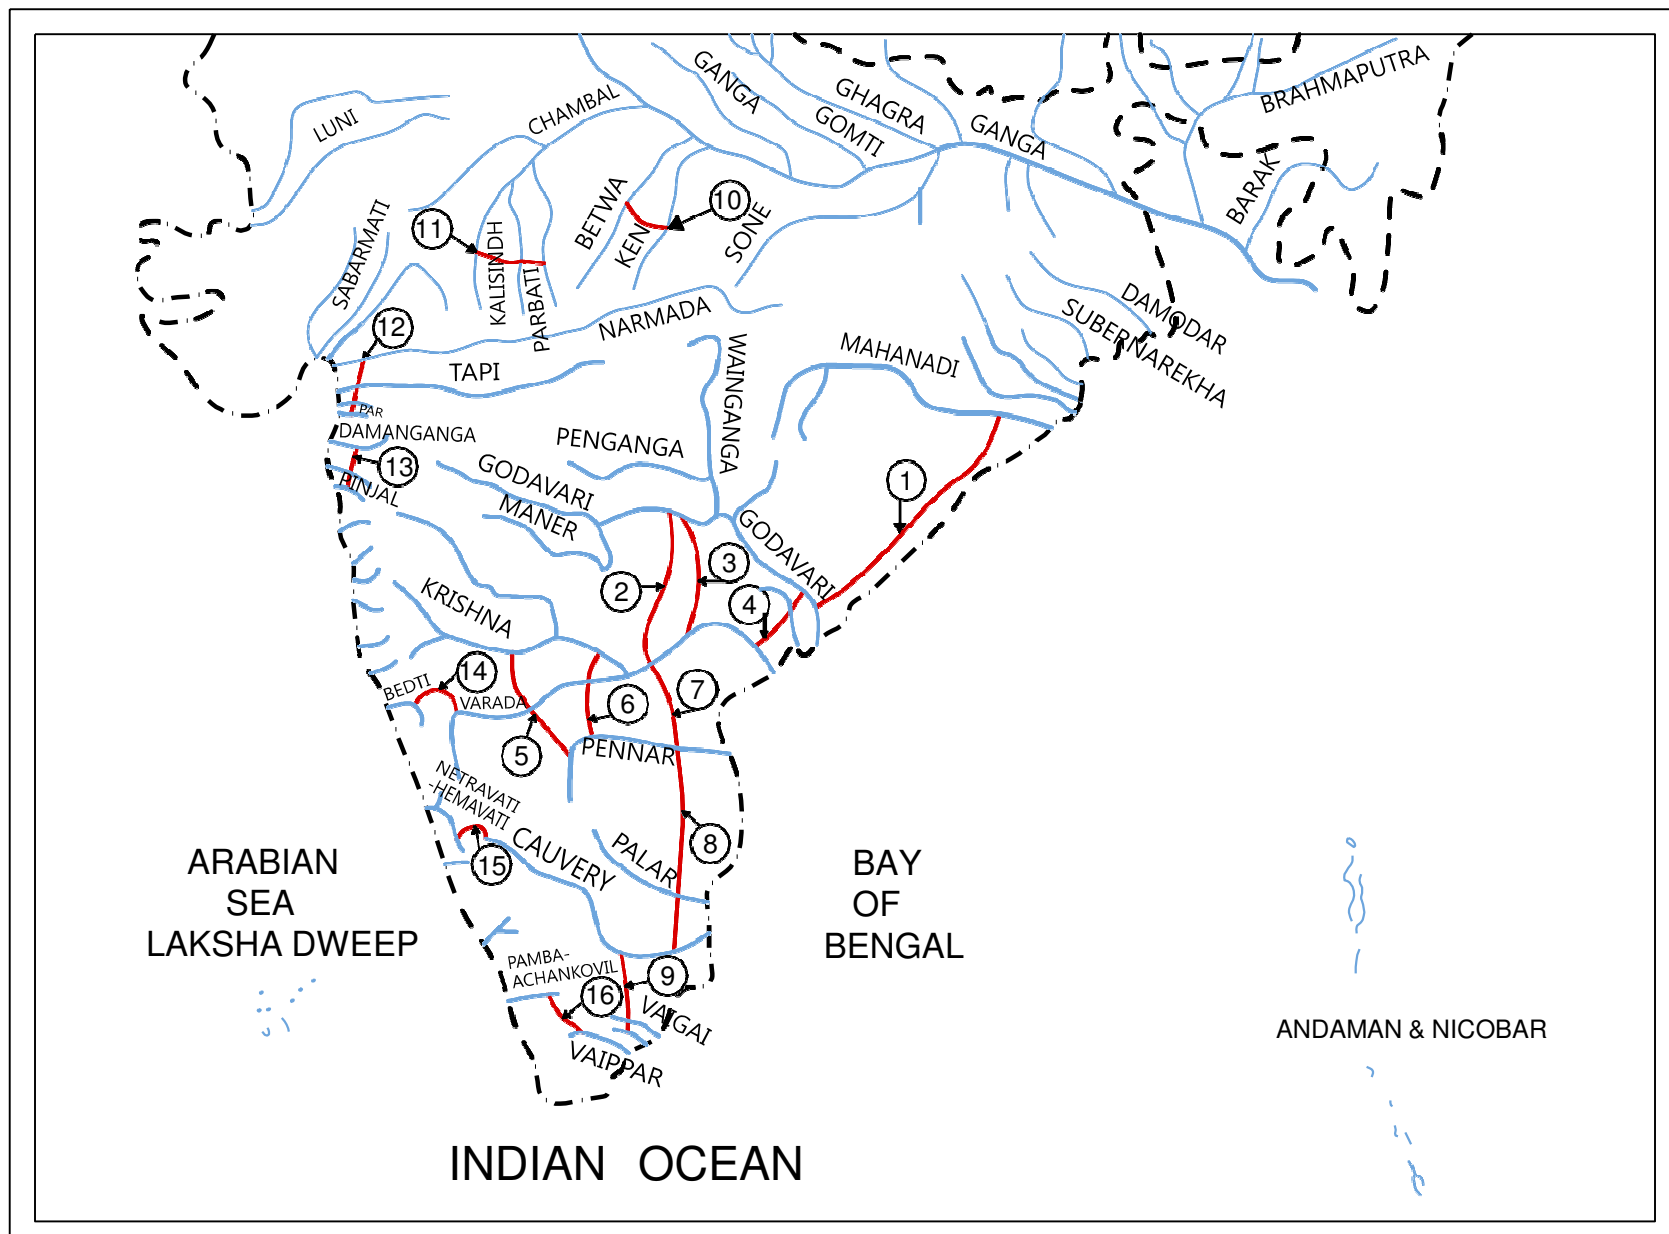 LUNI
CHAMBAL
GANGA
GHAGRA
GOMTI
GANGA
BRAHMAPUTRA
BARAK
SABARMATI
11
KALISINDH
PARBATI
BETWA
KEN
10
SONE
12
NARMADA
TAPI
WAINGANGA
MAHANADI
DAMODAR
SUBERNAREKHA
PAR
DAMANGANGA
13
PINJAL
PENGANGA
GODAVARI
MANER
GODAVARI
1
2
3
4
KRISHNA
BEDTI
14
VARADA
5
6
7
PENNAR
NETRAVATI
-HEMAVATI
15
CAUVERY
PALAR
8
PAMBA-
ACHANKOVIL
16
9
VAIGAI
VAIPPAR
ARABIAN
SEA
LAKSHA DWEEP
BAY
OF
BENGAL
ANDAMAN & NICOBAR
INDIAN OCEAN